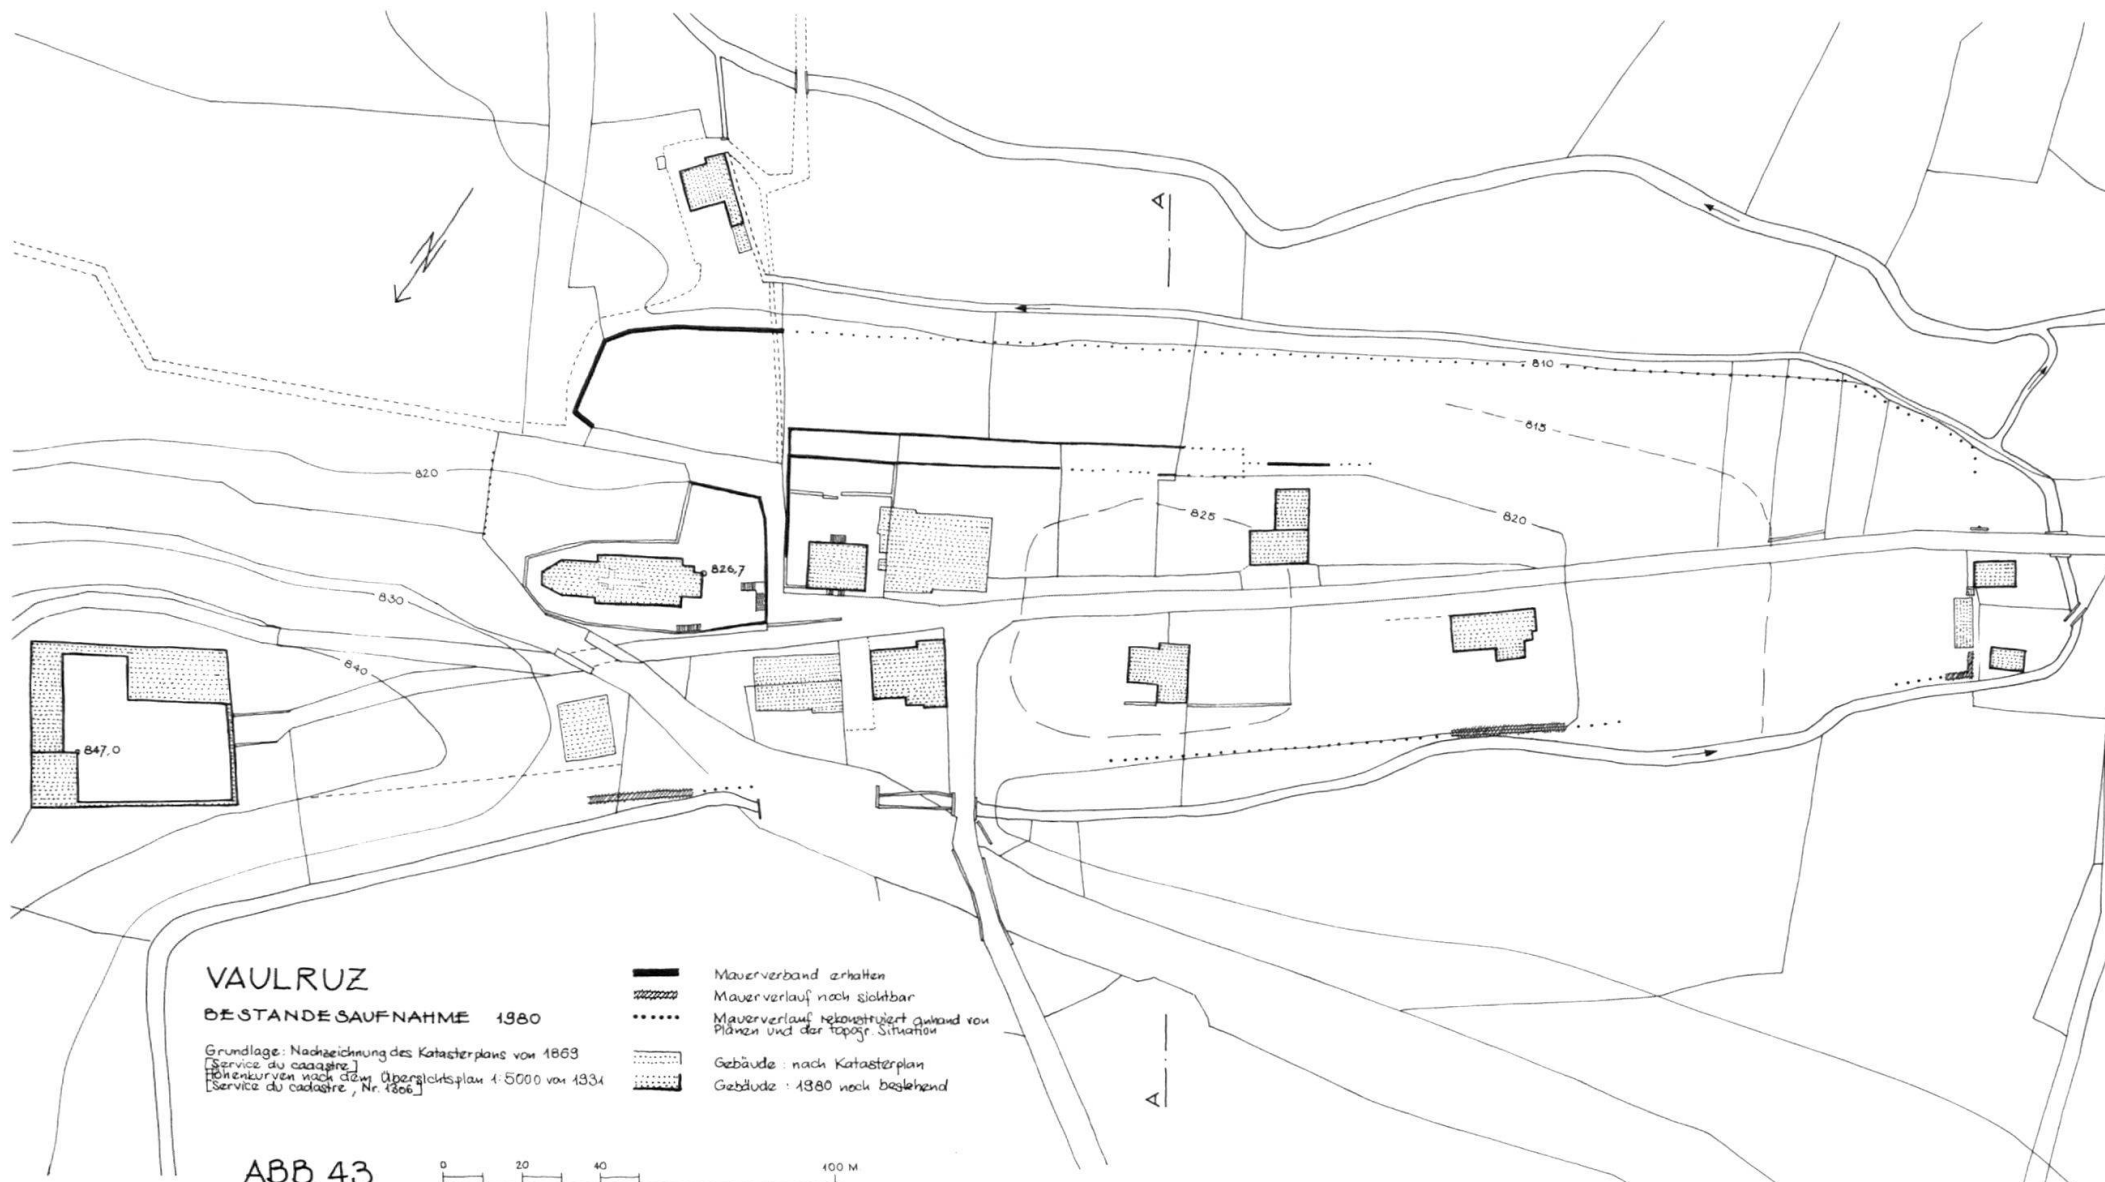 A
N
810
815
820
825
820
826,7
830
840
847,0
VAULRUZ
BESTANDESAUFNAHME 1980
Grundlage: Nachzeichnung des Katasterplans von 1869
[Service du cadastre]
Höhenkurven nach dem Übersichtsplan 1:5000 von 1931
[Service du cadastre, Nr. 1306]
Mauerverband erhalten
Mauerverlauf noch sichtbar
Mauerverlauf rekonstruiert anhand von
Plänen und der topogr. Situation
Gebäude : nach Katasterplan
Gebäude : 1980 noch bestehend
A
ABB 43
0 20 40 100 M